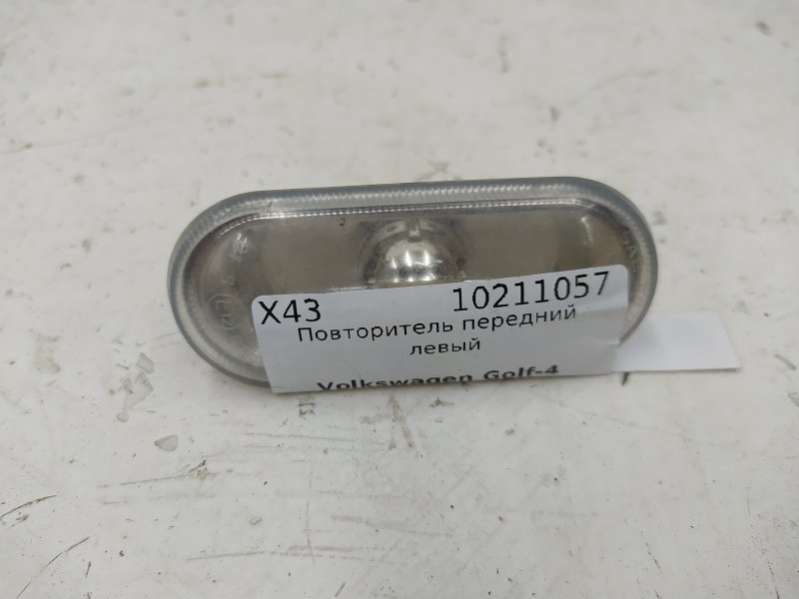 X43 10211057
Повторитель передний
левый
Volkswagen Golf-4